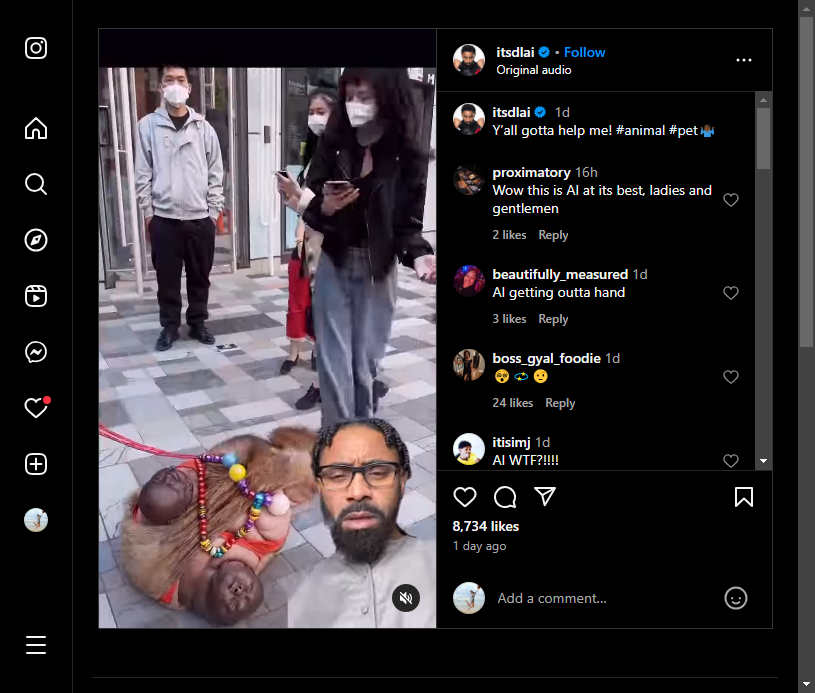 itsdlai • Follow
Original audio
itsdlai 1d
Y'all gotta help me! #animal #pet
proximatory 16h
Wow this is AI at its best, ladies and
gentlemen
2 likes Reply
beautifully_measured 1d
AI getting outta hand
3 likes Reply
boss_gyal_foodie 1d
😵💫🫡
24 likes Reply
itisimj 1d
AI WTF?!!!!
8,734 likes
1 day ago
Add a comment...